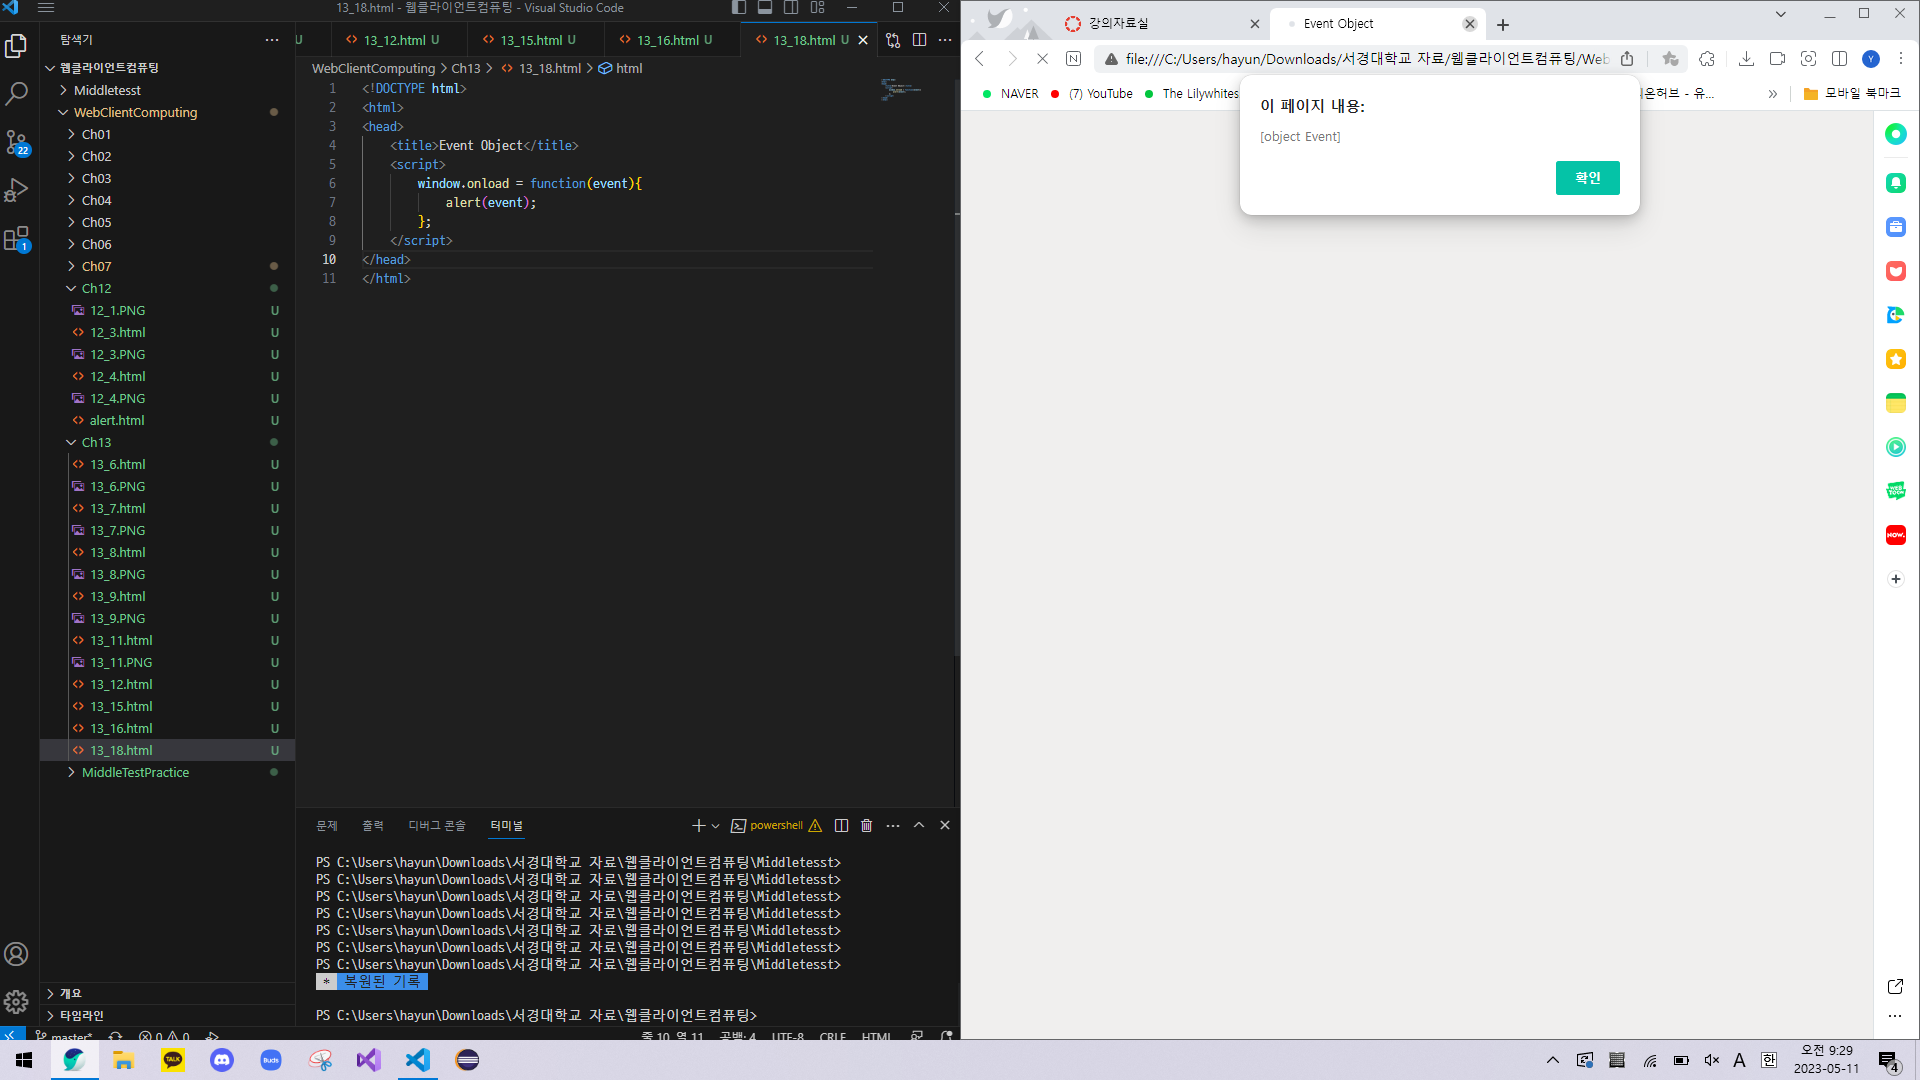 13_18.html - 웹클라이언트컴퓨팅 - Visual Studio Code
탐색기
웹클라이언트컴퓨팅
Middletesst
WebClientComputing
Ch01
Ch02
Ch03
Ch04
Ch05
Ch06
Ch07
Ch12
12_1.PNG U
12_3.html U
12_3.PNG U
12_4.html U
12_4.PNG U
alert.html U
Ch13
13_6.html U
13_6.PNG U
13_7.html U
13_7.PNG U
13_8.html U
13_8.PNG U
13_9.html U
13_9.PNG U
13_11.html U
13_11.PNG U
13_12.html U
13_15.html U
13_16.html U
13_18.html U
MiddleTestPractice
개요
타임라인
22
1
U 13_12.html U 13_15.html U 13_16.html U 13_18.html U
WebClientComputing > Ch13 > 13_18.html > html
1 <!DOCTYPE html>
2 <html>
3 <head>
4 <title>Event Object</title>
5 <script>
6 window.onload = function(event){
7 alert(event);
8 };
9 </script>
10 </head>
11 </html>
문제 출력 디버그 콘솔 터미널 powershell
PS C:\Users\hayun\Downloads\서경대학교 자료\웹클라이언트컴퓨팅\Middletesst>
PS C:\Users\hayun\Downloads\서경대학교 자료\웹클라이언트컴퓨팅\Middletesst>
PS C:\Users\hayun\Downloads\서경대학교 자료\웹클라이언트컴퓨팅\Middletesst>
PS C:\Users\hayun\Downloads\서경대학교 자료\웹클라이언트컴퓨팅\Middletesst>
PS C:\Users\hayun\Downloads\서경대학교 자료\웹클라이언트컴퓨팅\Middletesst>
PS C:\Users\hayun\Downloads\서경대학교 자료\웹클라이언트컴퓨팅\Middletesst>
PS C:\Users\hayun\Downloads\서경대학교 자료\웹클라이언트컴퓨팅\Middletesst>
* 복원된 기록
PS C:\Users\hayun\Downloads\서경대학교 자료\웹클라이언트컴퓨팅>
master* 0 0 줄 10, 열 11 공백: 4 UTF-8 CRLF HTML
강의자료실 Event Object
N file:///C:/Users/hayun/Downloads/서경대학교 자료/웹클라이언트컴퓨팅/Web Y
NAVER (7) YouTube The Lilywhites 온허브 - 유... » 모바일 북마크
이 페이지 내용:
[object Event]
확인
WEBTOON
NOW.
TALK Buds
A 한 오전 9:29
2023-05-11 4